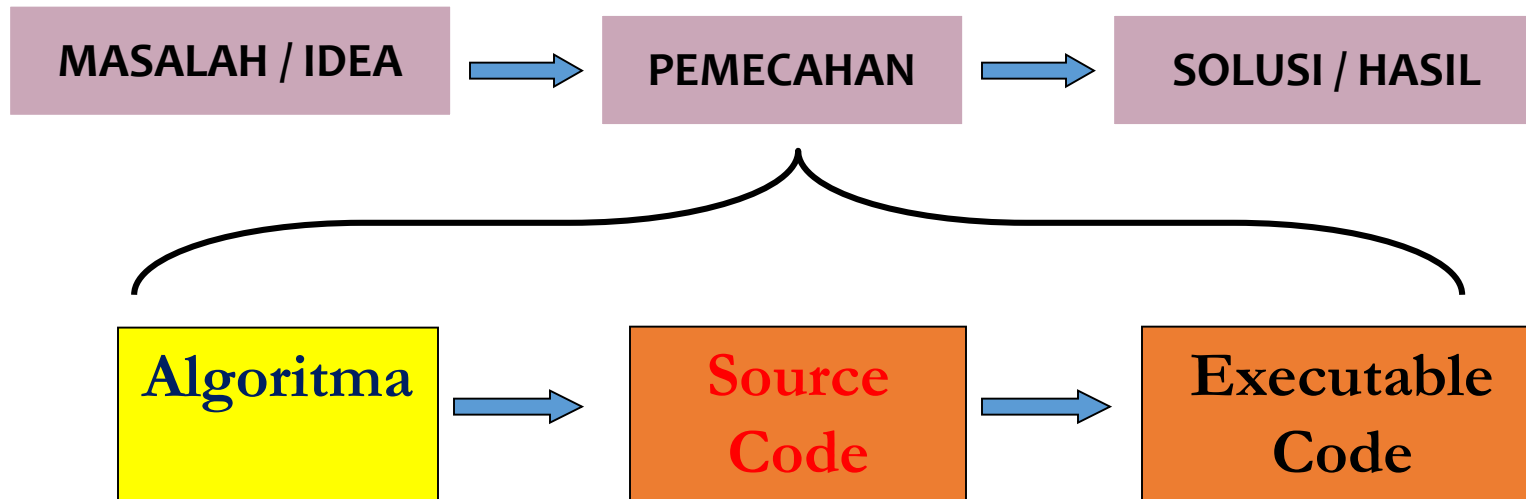 MASALAH / IDEA
PEMECAHAN
SOLUSI / HASIL
Algoritma
Source
Code
Executable
Code